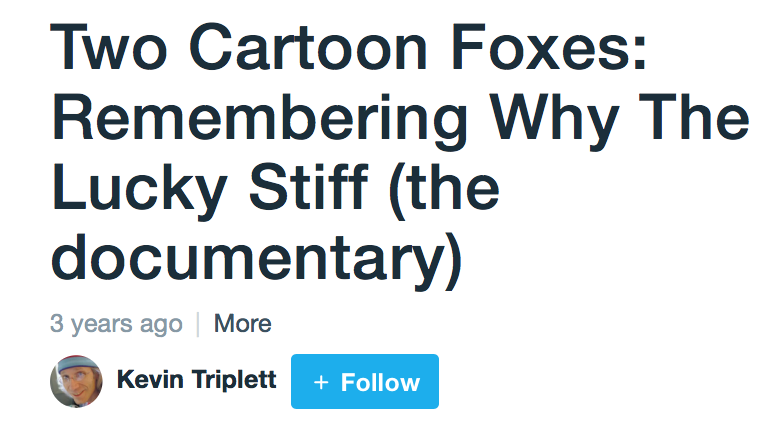 Two Cartoon Foxes:
Remembering Why The
Lucky Stiff (the
documentary)
3 years ago | More
Kevin Triplett + Follow